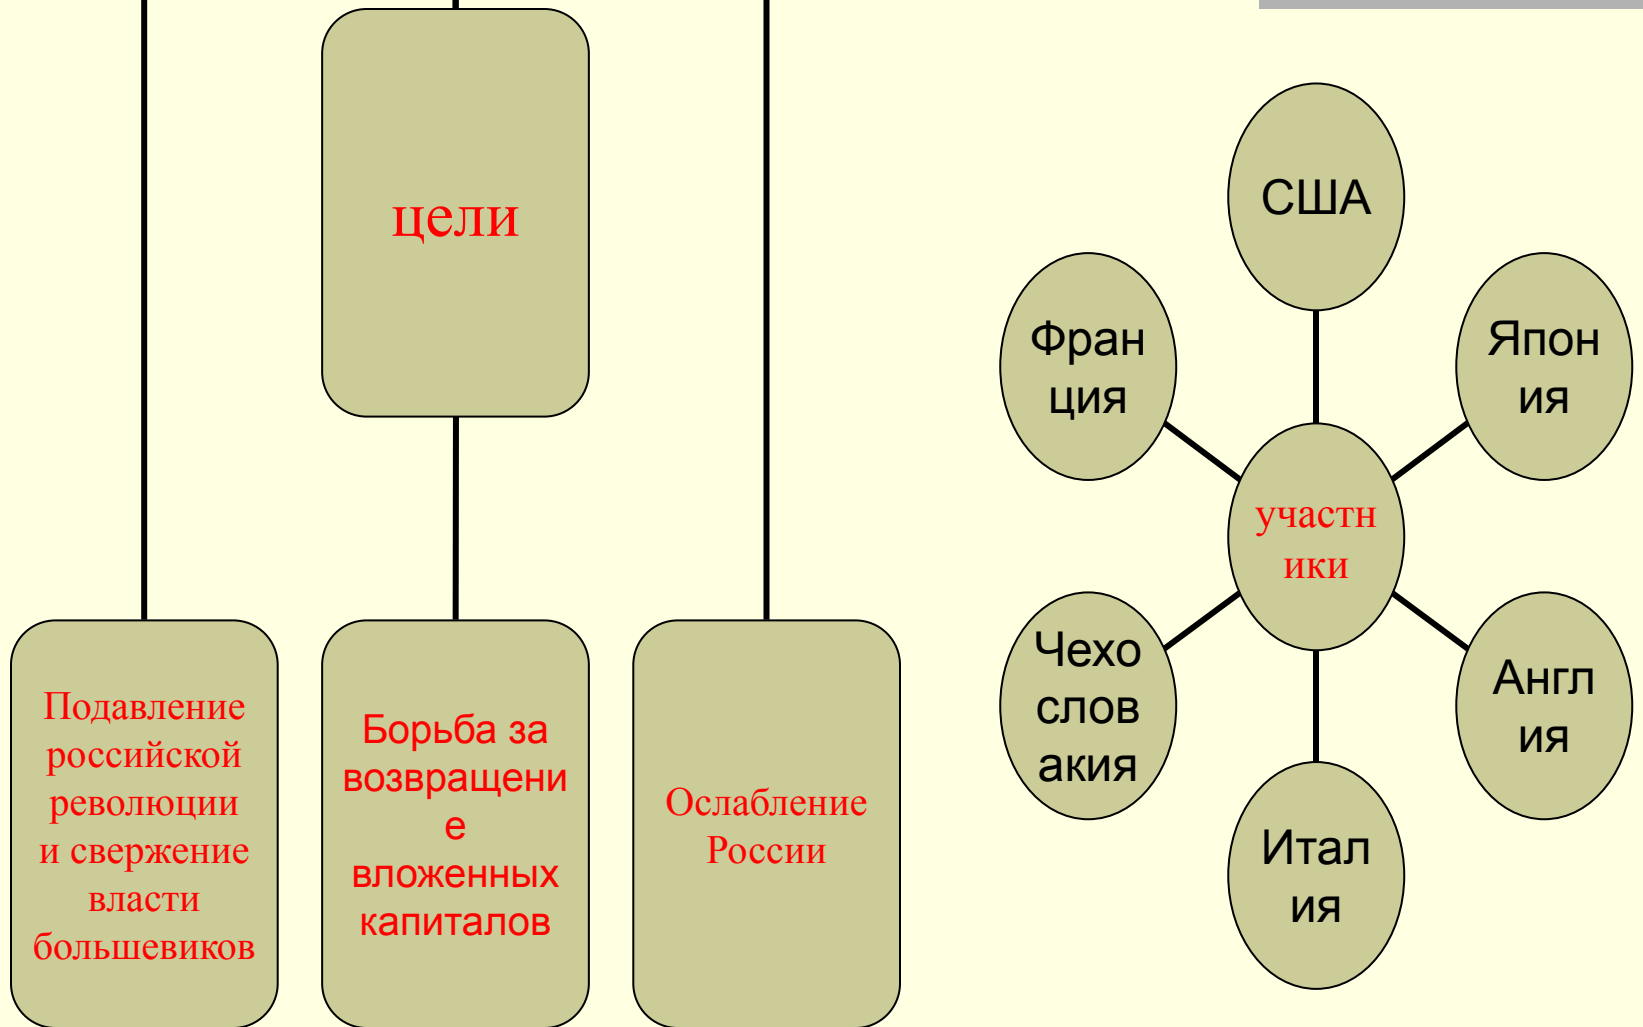 цели
Подавление
российской
революции
и свержение
власти
большевиков
Борьба за
возвращени
е
вложенных
капиталов
Ослабление
России
США
Фран
ция
Япон
ия
участн
ики
Чехо
слов
акия
Англ
ия
Итал
ия